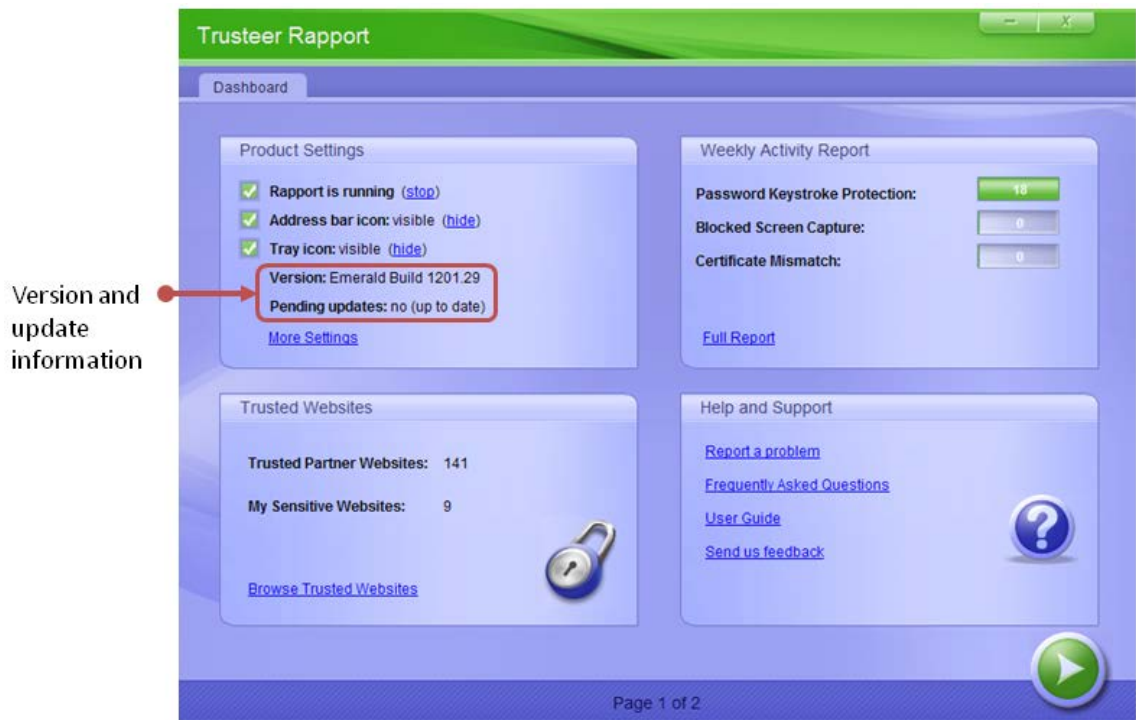 Trusteer Rapport
Dashboard
Product Settings
Rapport is running (stop)
Address bar icon: visible (hide)
Tray icon: visible (hide)
Version: Emerald Build 1201.29
Pending updates: no (up to date)
More Settings
Version and
update
information
Weekly Activity Report
Password Keystroke Protection: 18
Blocked Screen Capture: 0
Certificate Mismatch: 0
Full Report
Trusted Websites
Trusted Partner Websites: 141
My Sensitive Websites: 9
Browse Trusted Websites
Help and Support
Report a problem
Frequently Asked Questions
User Guide
Send us feedback
Page 1 of 2